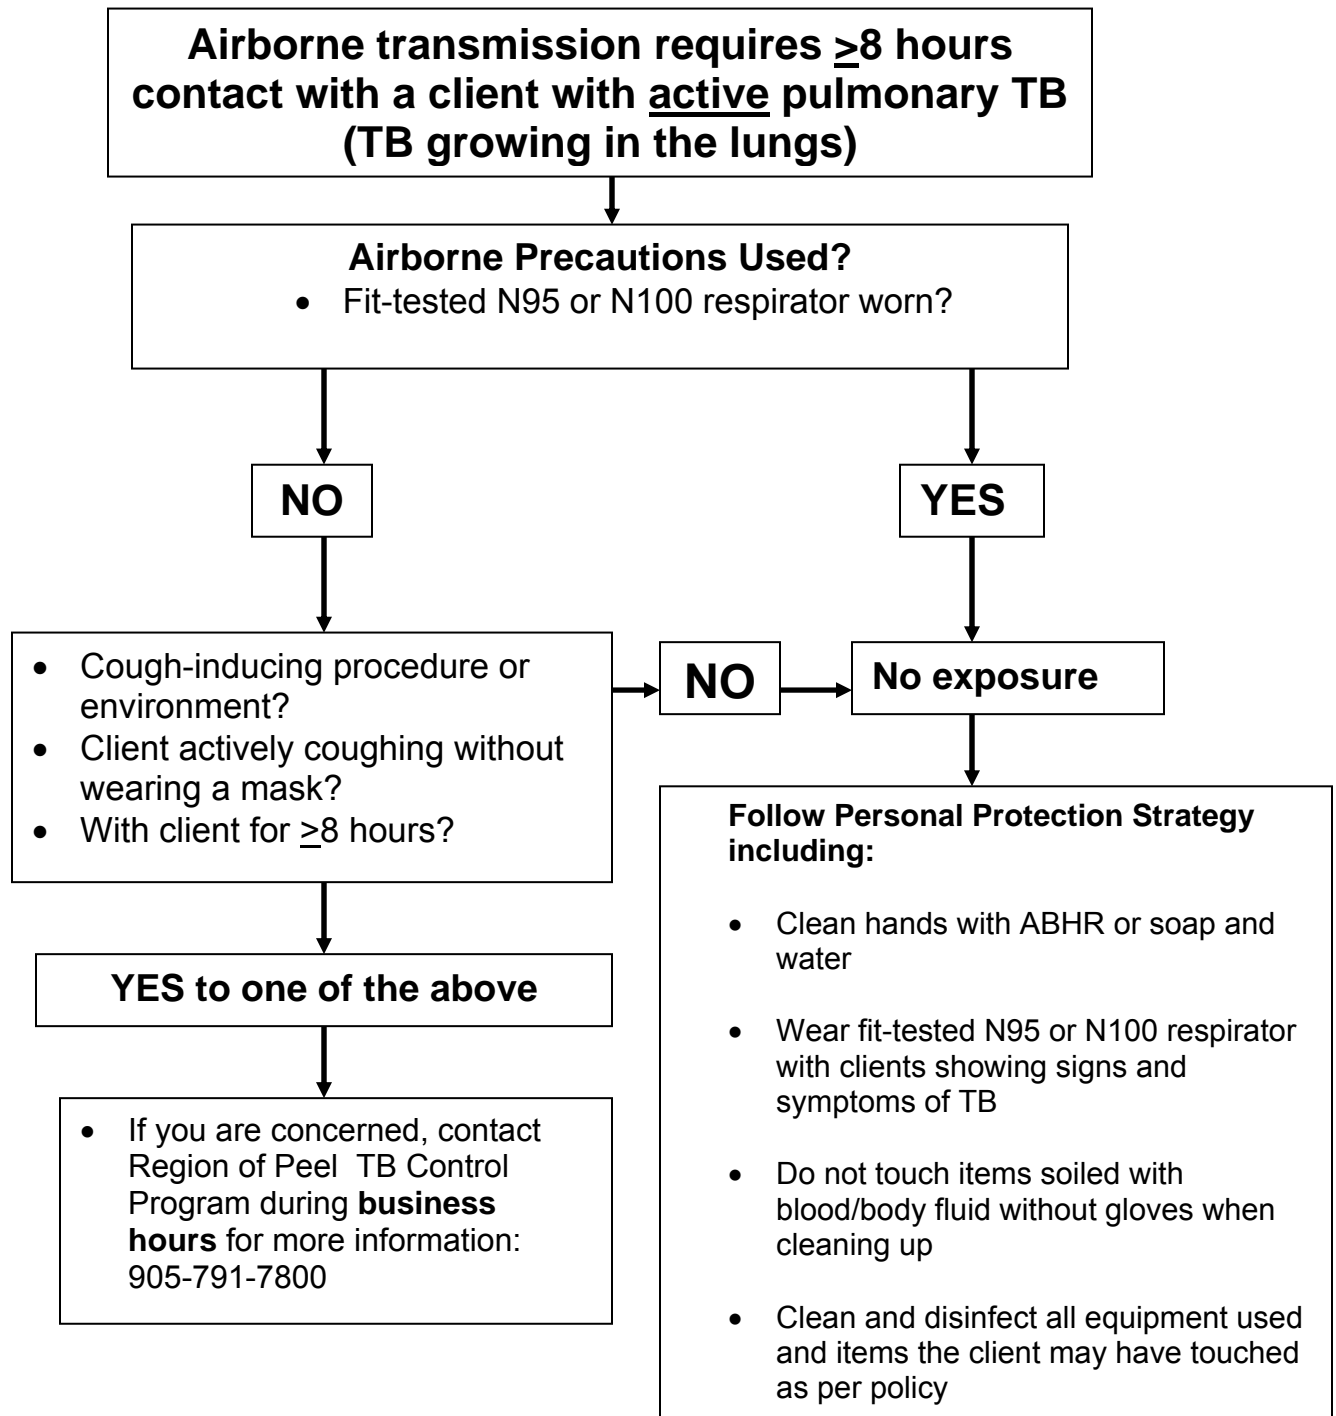 Airborne transmission requires ≥8 hours
contact with a client with active pulmonary TB
(TB growing in the lungs)
Airborne Precautions Used?
• Fit-tested N95 or N100 respirator worn?
NO
YES
• Cough-inducing procedure or
environment?
• Client actively coughing without
wearing a mask?
• With client for ≥8 hours?
NO
No exposure
YES to one of the above
• If you are concerned, contact
Region of Peel  TB Control
Program during business
hours for more information:
905-791-7800
Follow Personal Protection Strategy
including:
• Clean hands with ABHR or soap and
water
• Wear fit-tested N95 or N100 respirator
with clients showing signs and
symptoms of TB
• Do not touch items soiled with
blood/body fluid without gloves when
cleaning up
• Clean and disinfect all equipment used
and items the client may have touched
as per policy